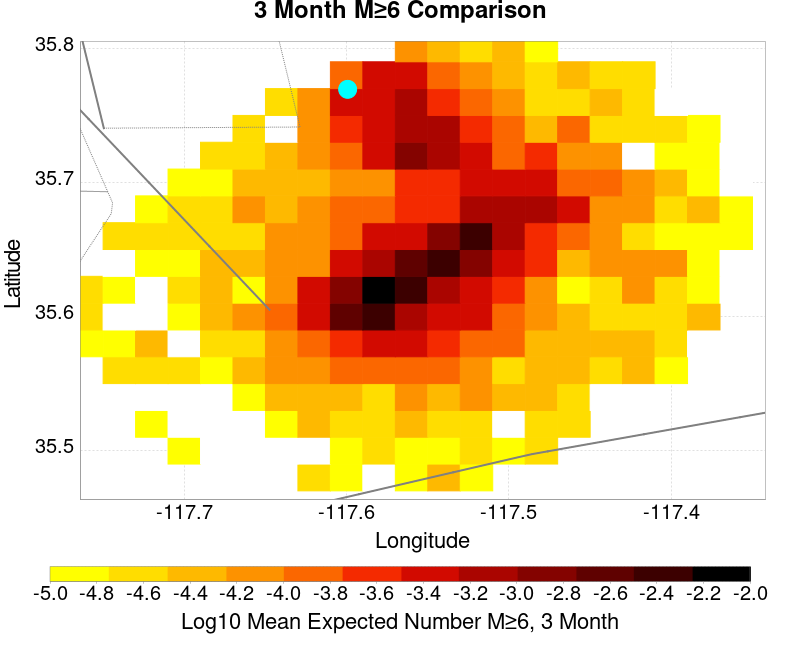 3 Month M≥6 Comparison
35.8
35.7
35.6
35.5
Latitude
-117.7 -117.6 -117.5 -117.4
Longitude
-5.0 -4.8 -4.6 -4.4 -4.2 -4.0 -3.8 -3.6 -3.4 -3.2 -3.0 -2.8 -2.6 -2.4 -2.2 -2.0
Log10 Mean Expected Number M≥6, 3 Month